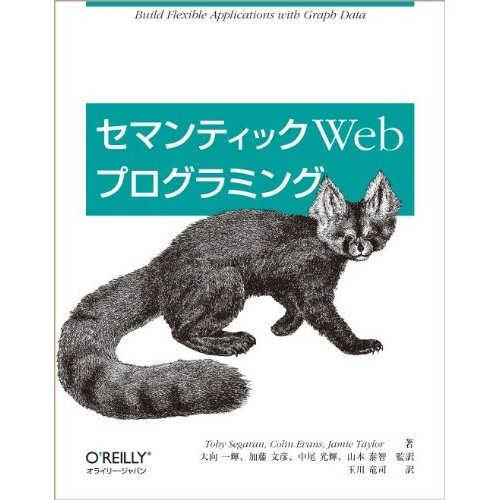 Build Flexible Applications with Graph Data
セマンティックWeb
プログラミング
Toby Segaran, Colin Evans, Jamie Taylor 著
大向 一輝、加藤 文彦、中尾 光輝、山本 泰智 監訳
玉川 竜司 訳
O'REILLY®
オライリー・ジャパン